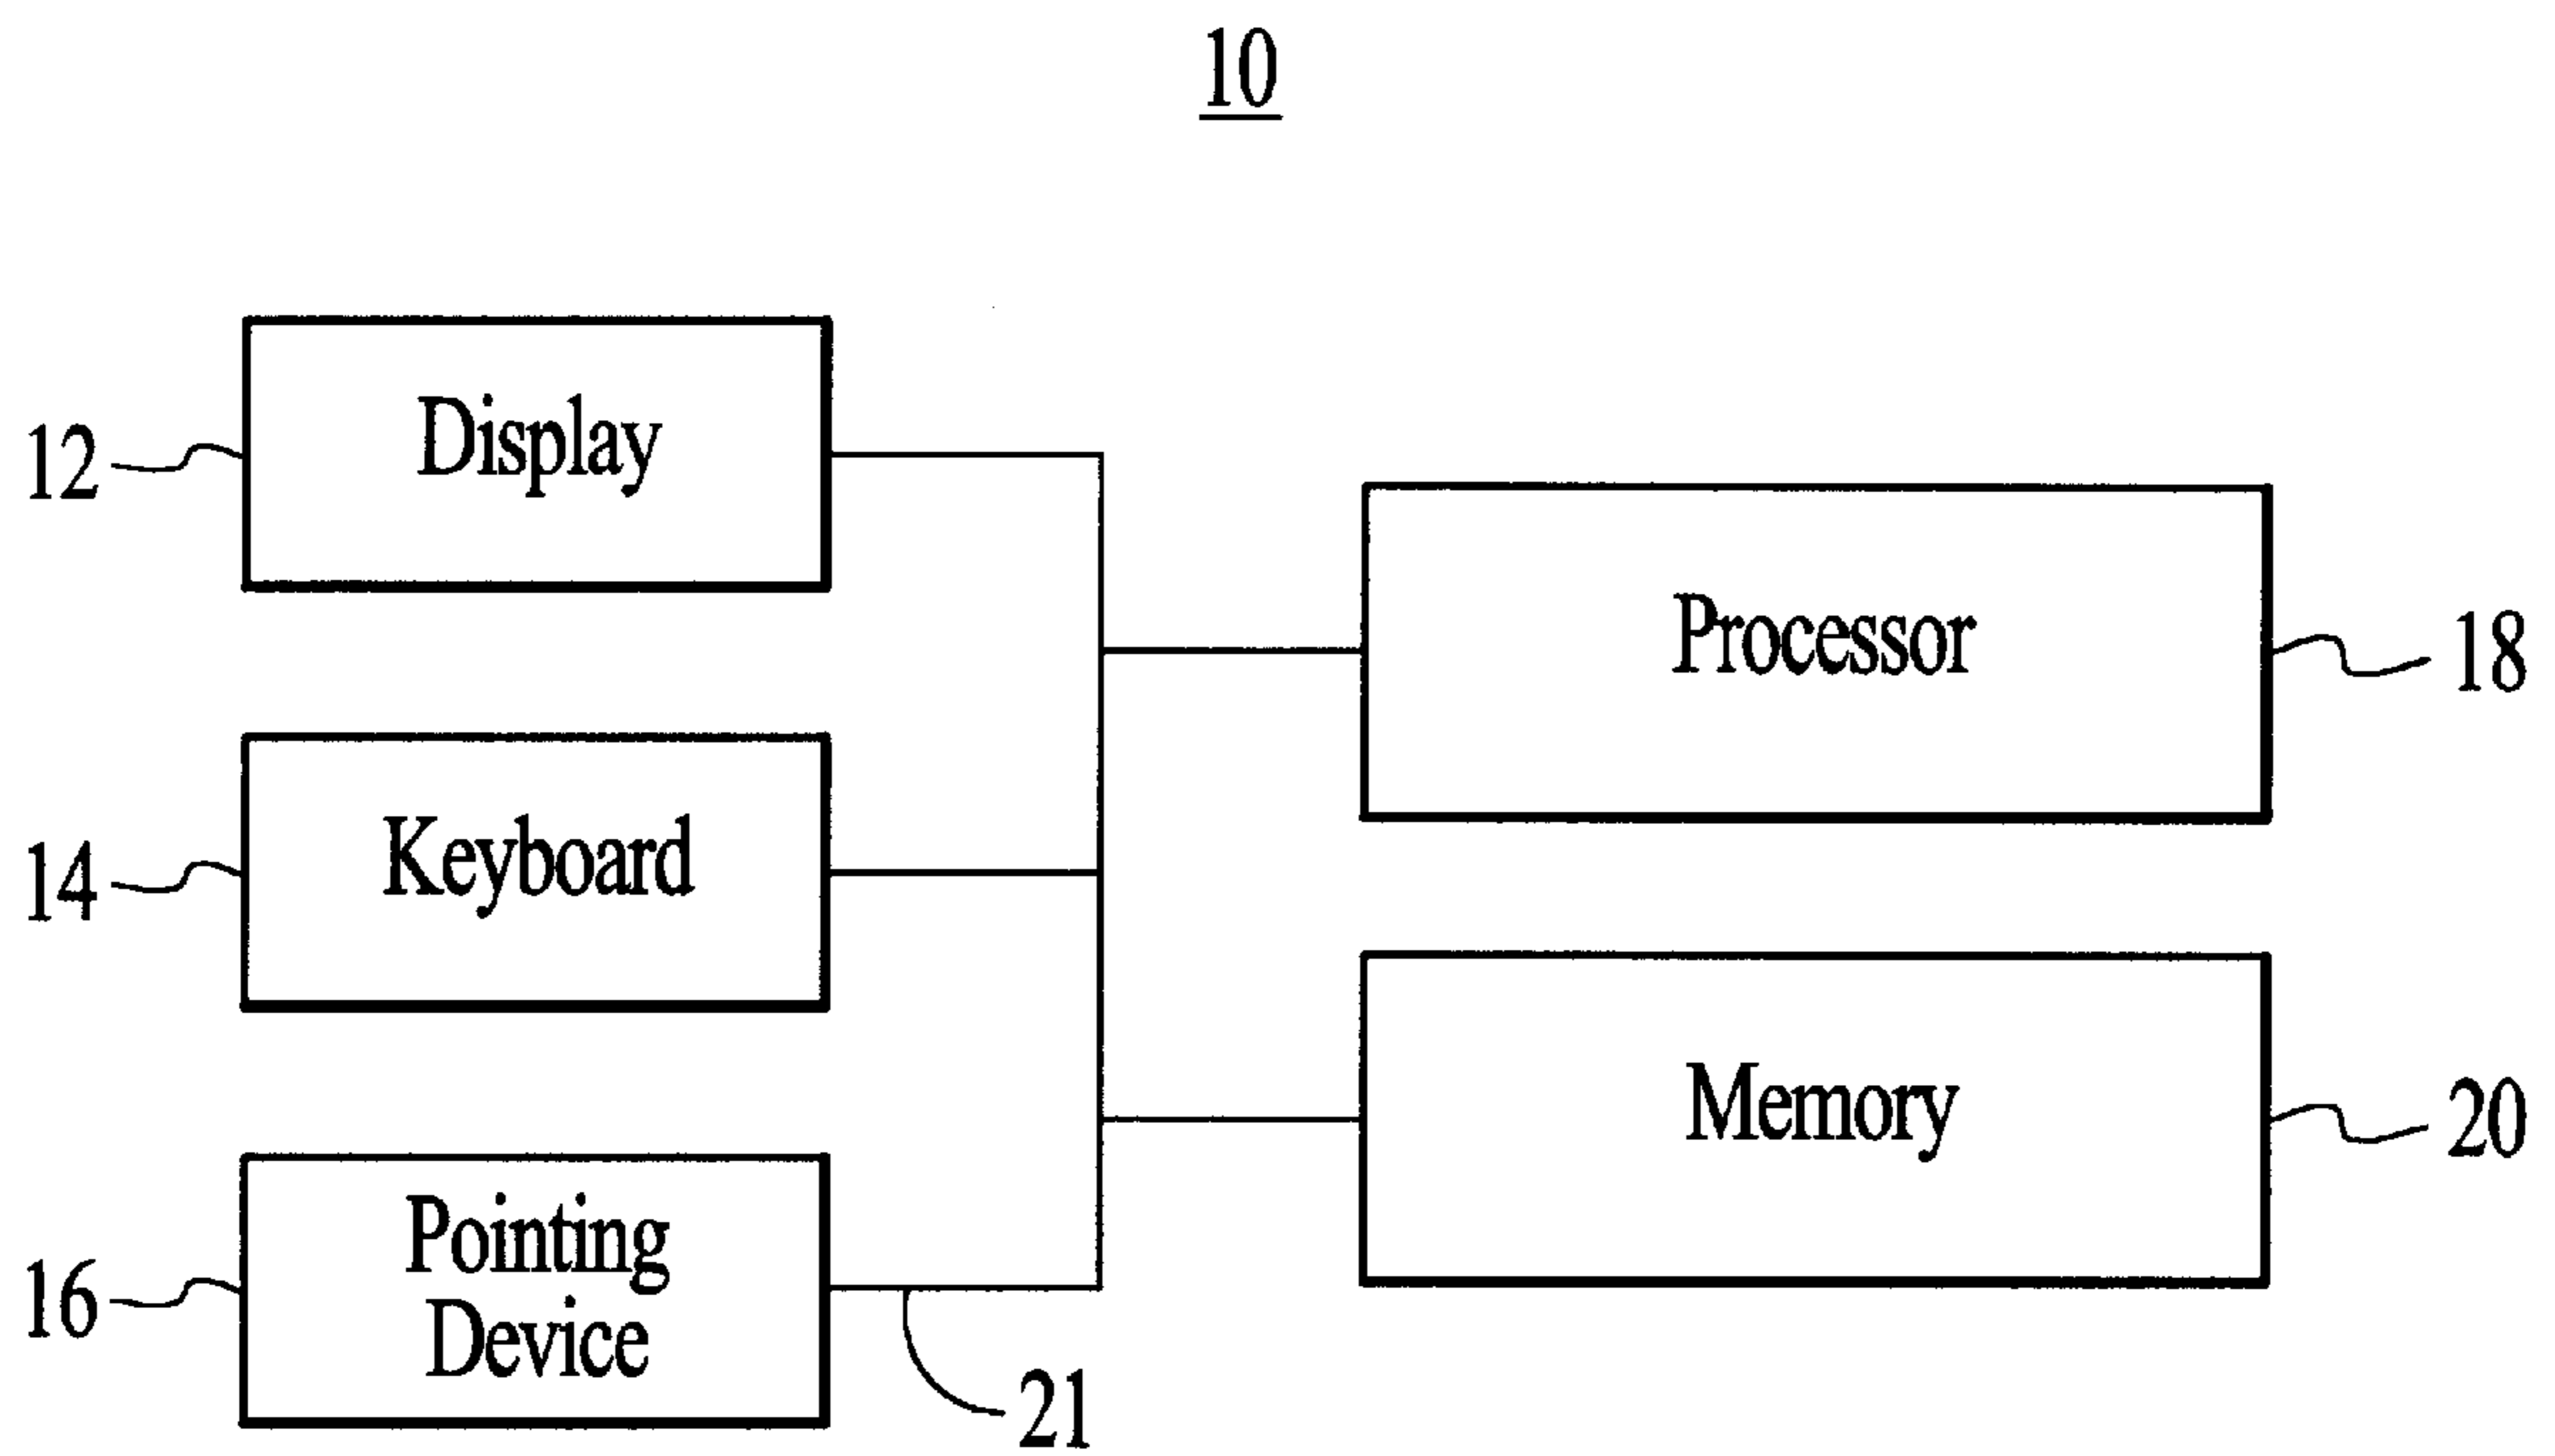 10
Display
12
Processor
18
Keyboard
14
Memory
20
Pointing
Device
16
21